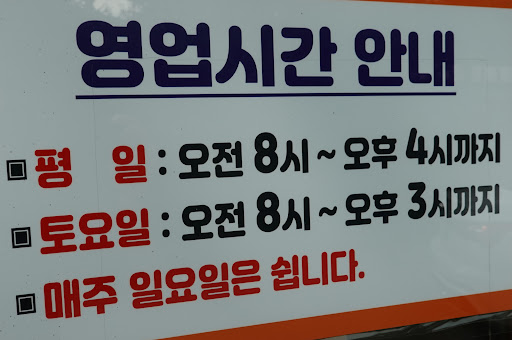 영업시간 안내
▣ 평 일 : 오전 8시 ~ 오후 4시까지
▣ 토요일 : 오전 8시 ~ 오후 3시까지
▣ 매주 일요일은 쉽니다.